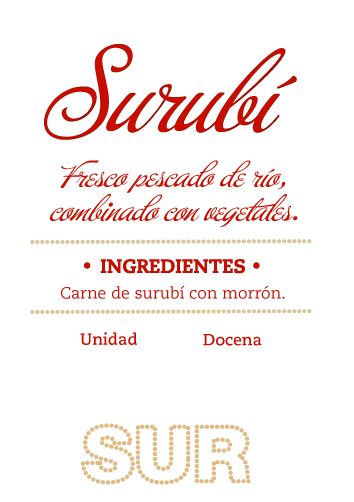 Surubí
Fresco pescado de río,
combinado con vegetales.
• INGREDIENTES •
Carne de surubí con morrón.
Unidad Docena
SUR